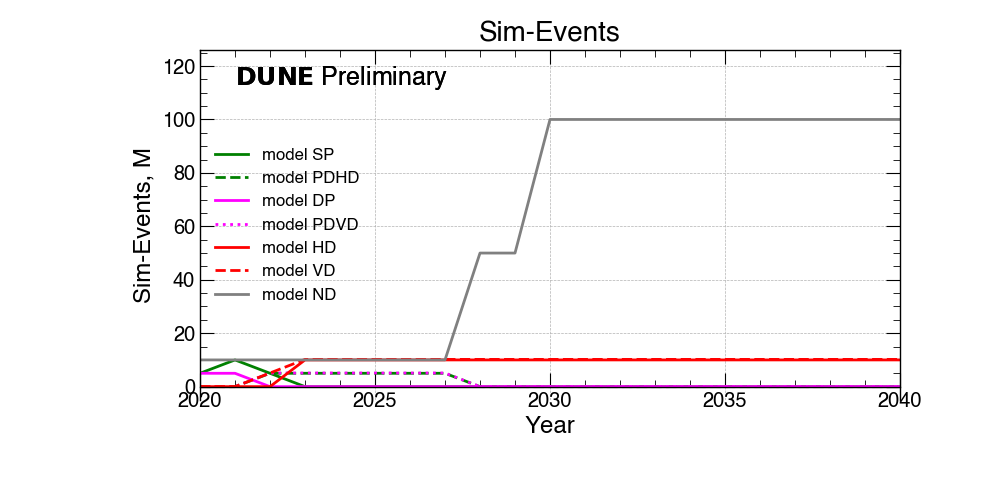 Sim-Events
DUNE Preliminary
Sim-Events, M
120
100
80
60
40
20
0
model SP
model PDHD
model DP
model PDVD
model HD
model VD
model ND
2020 2025 2030 2035 2040
Year